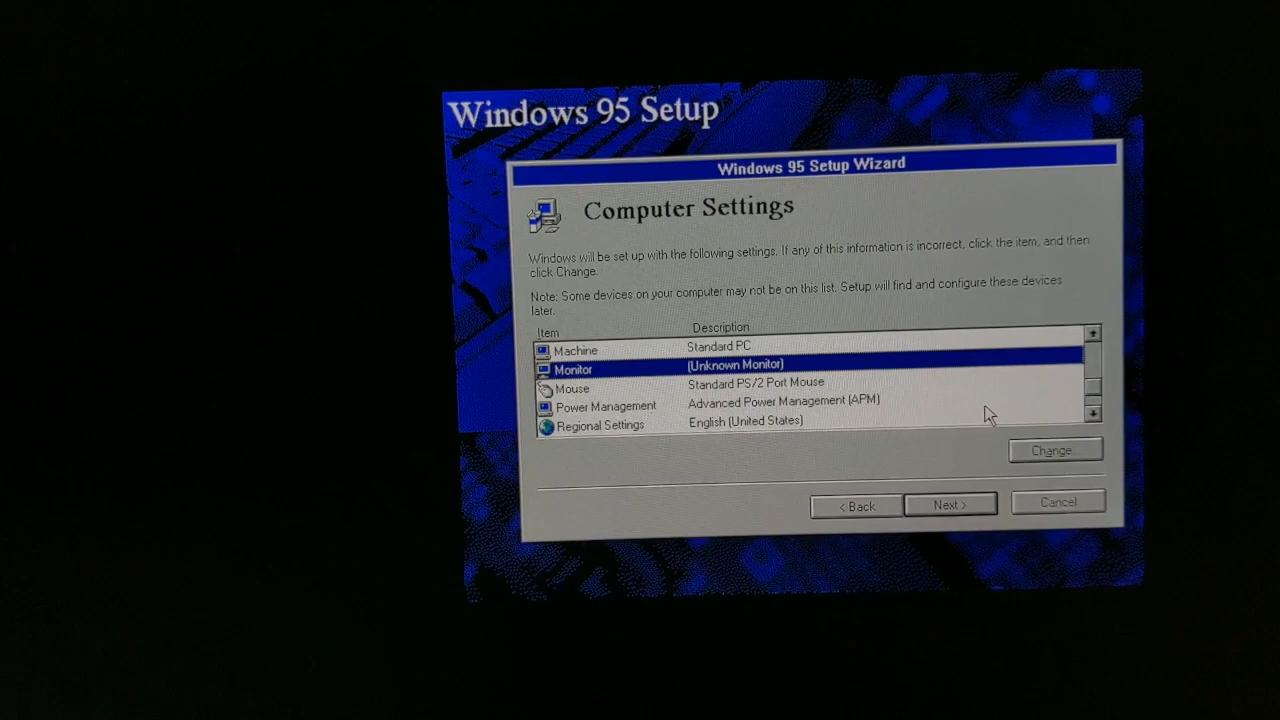 Windows 95 Setup
Windows 95 Setup Wizard
Computer Settings
Windows will be set up with the following settings. If any of this information is incorrect, click the item, and then
click Change.
Note: Some devices on your computer may not be on this list. Setup will find and configure these devices
later.
Item Description
Machine Standard PC
Monitor (Unknown Monitor)
Mouse Standard PS/2 Port Mouse
Power Management Advanced Power Management (APM)
Regional Settings English (United States)
Change...
< Back Next > Cancel